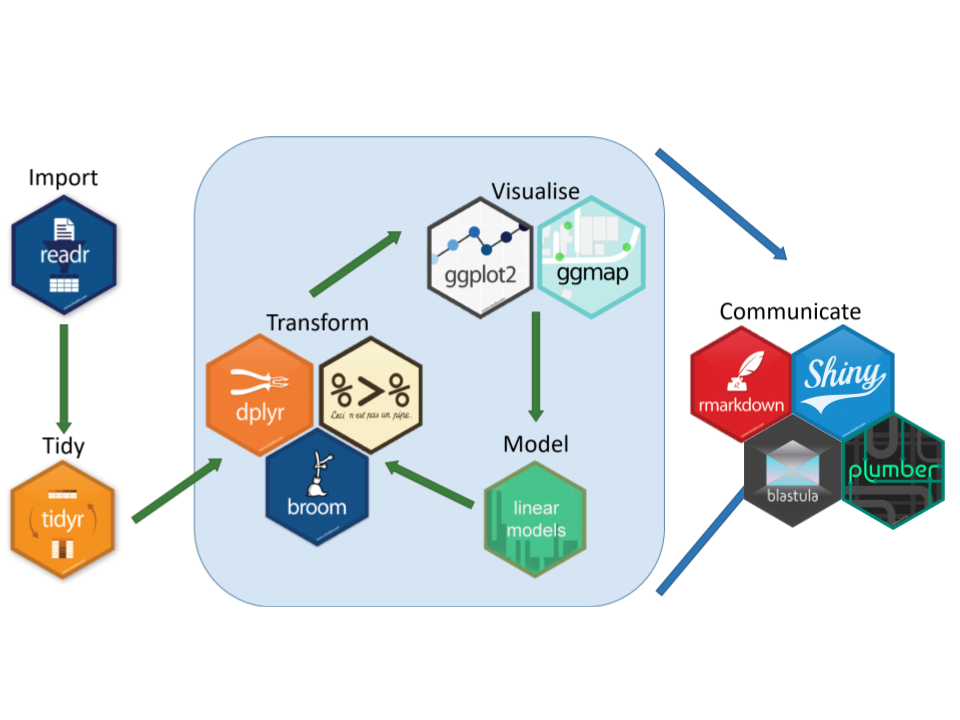 Import
readr
Tidy
tidyr
Transform
dplyr
%>%
Ceci n'est pas un pipe.
broom
Visualise
ggplot2
ggmap
Model
linear
models
Communicate
rmarkdown
Shiny
blastula
plumber